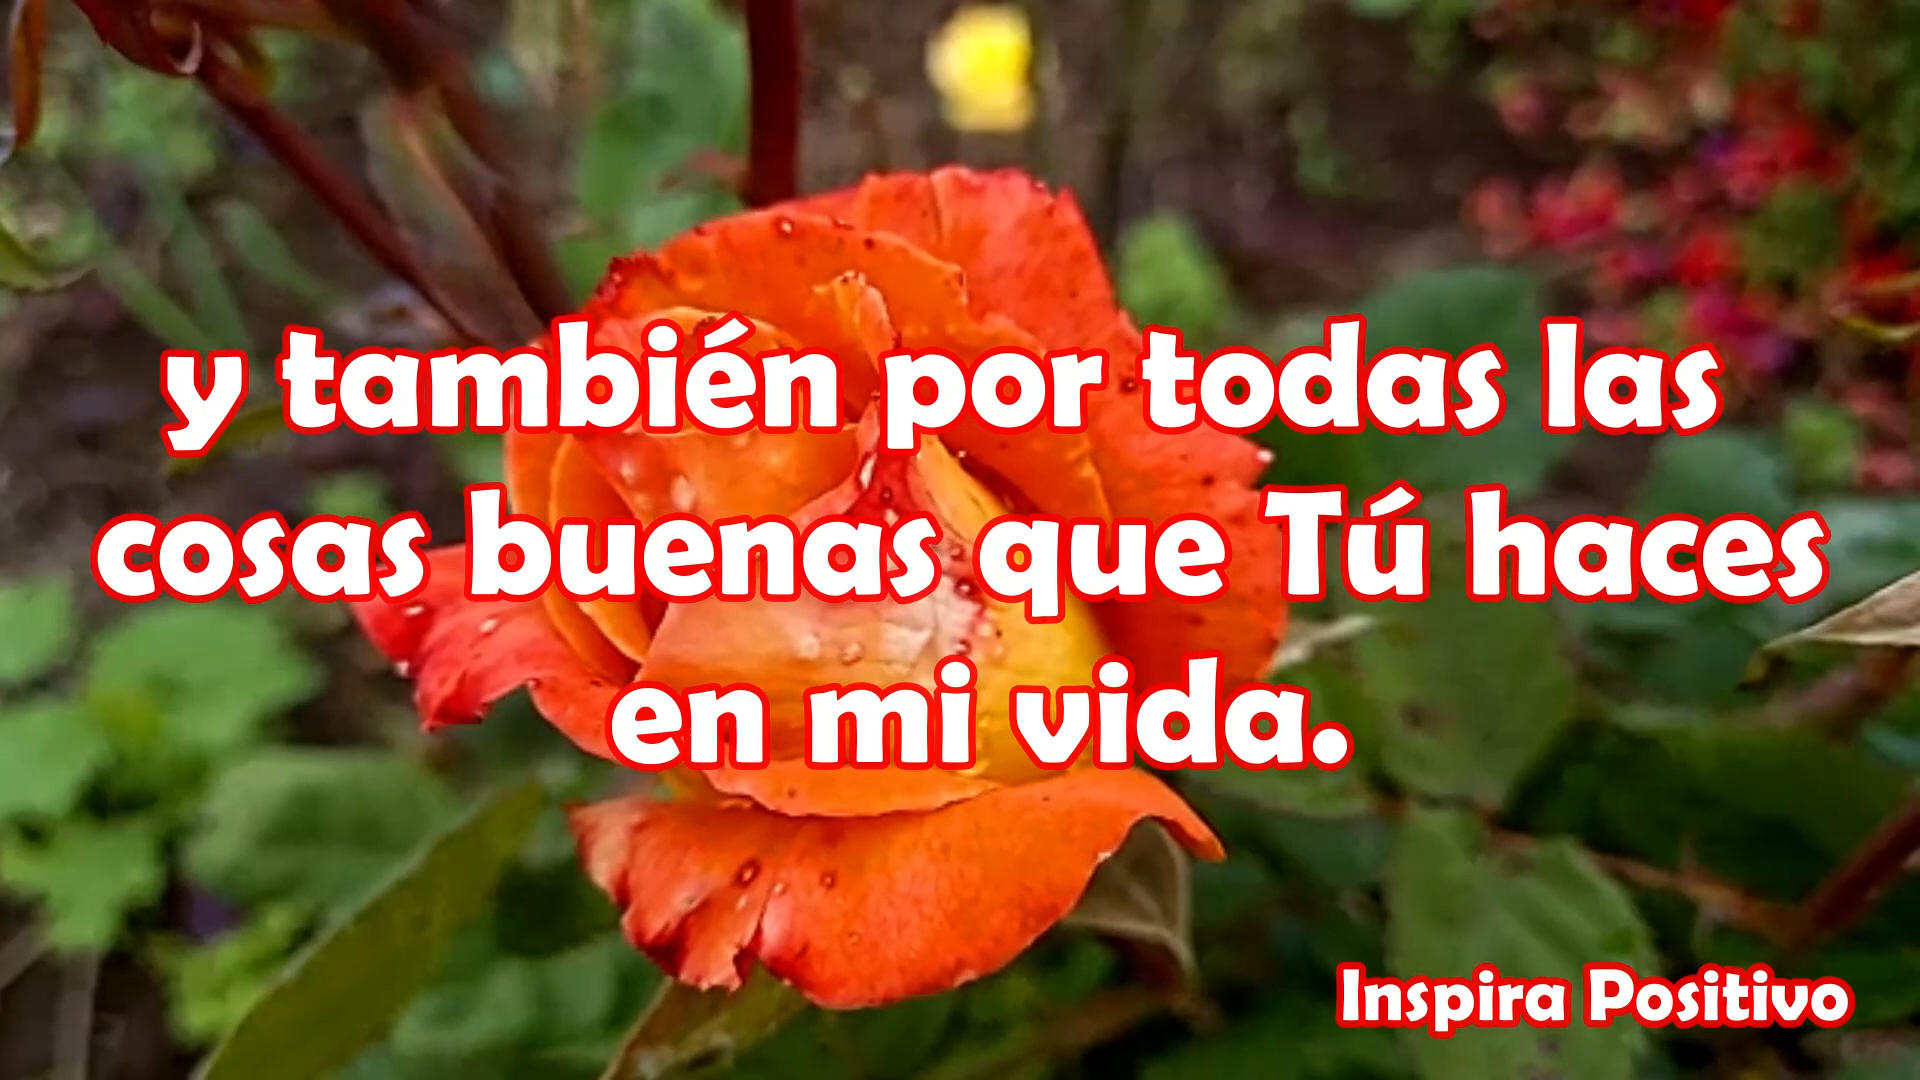 y también por todas las
cosas buenas que Tú haces
en mi vida.
Inspira Positivo